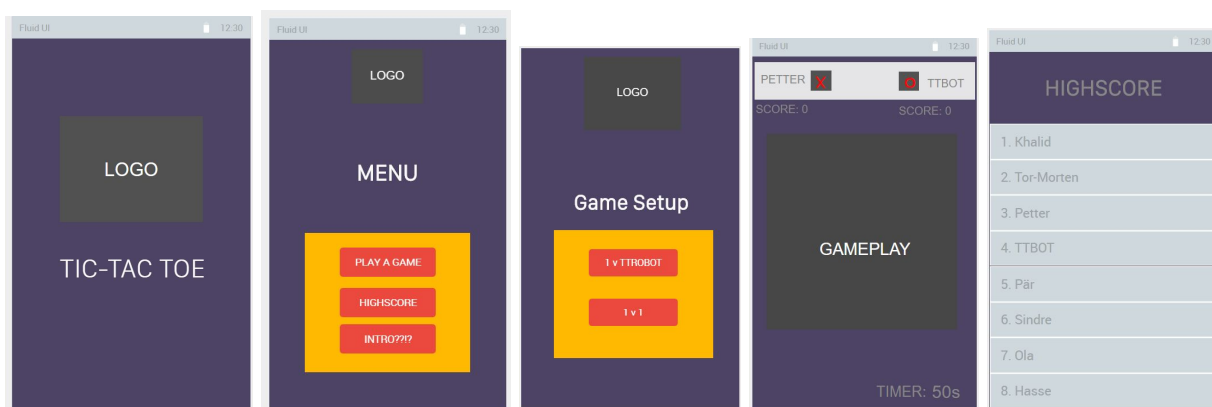 Fluid UI 12:30
LOGO
TIC-TAC TOE
Fluid UI 12:30
LOGO
MENU
PLAY A GAME
HIGHSCORE
INTRO??!?
LOGO
Game Setup
1 v TTROBOT
1 v 1
Fluid UI 12:30
PETTER X O TTBOT
SCORE: 0 SCORE: 0
GAMEPLAY
TIMER: 50s
Fluid UI 12:30
HIGHSCORE
1. Khalid
2. Tor-Morten
3. Petter
4. TTBOT
5. Pär
6. Sindre
7. Ola
8. Hasse